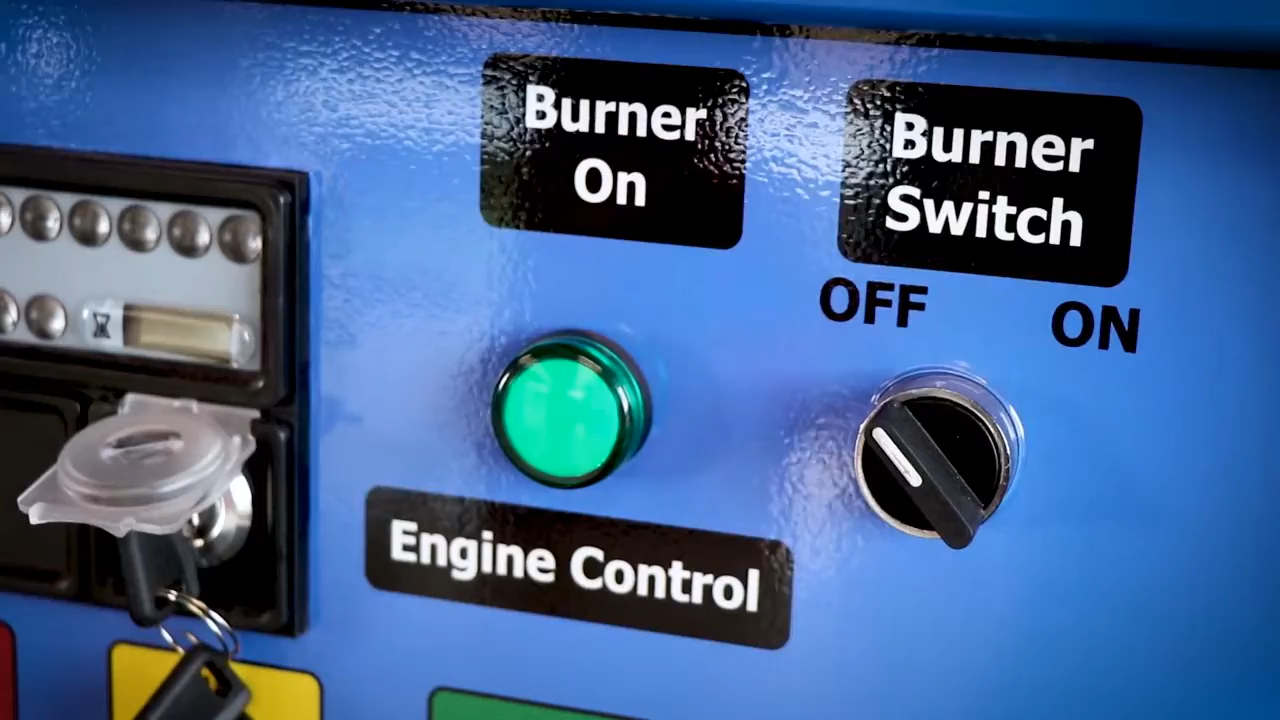 Burner
On
Burner
Switch
OFF ON
Engine Control